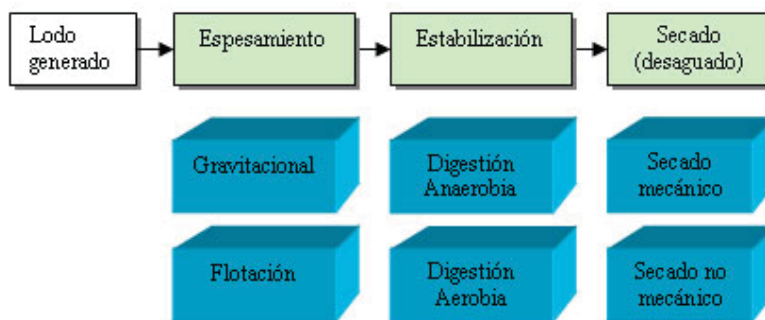 Lodo
generado
Espesamiento
Estabilización
Secado
(desaguado)
Gravitacional
Digestión
Anaerobia
Secado
mecánico
Flotación
Digestión
Aerobia
Secado no
mecánico